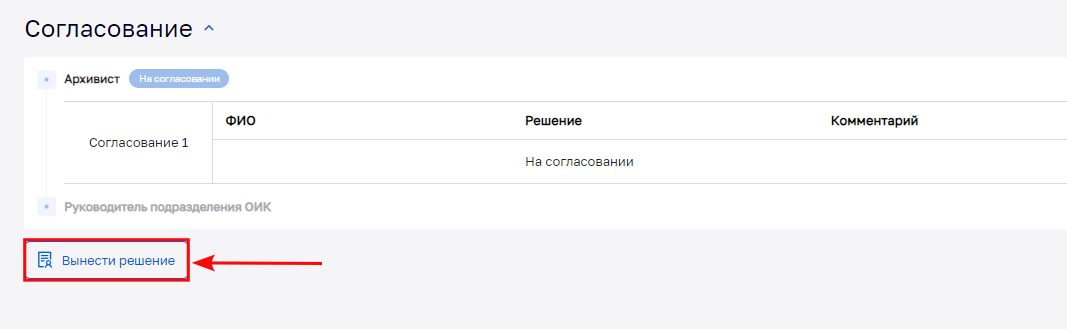 Согласование
Архивист На согласовании
ФИО Решение Комментарий
Согласование 1
На согласовании
Руководитель подразделения ОИК
Вынести решение